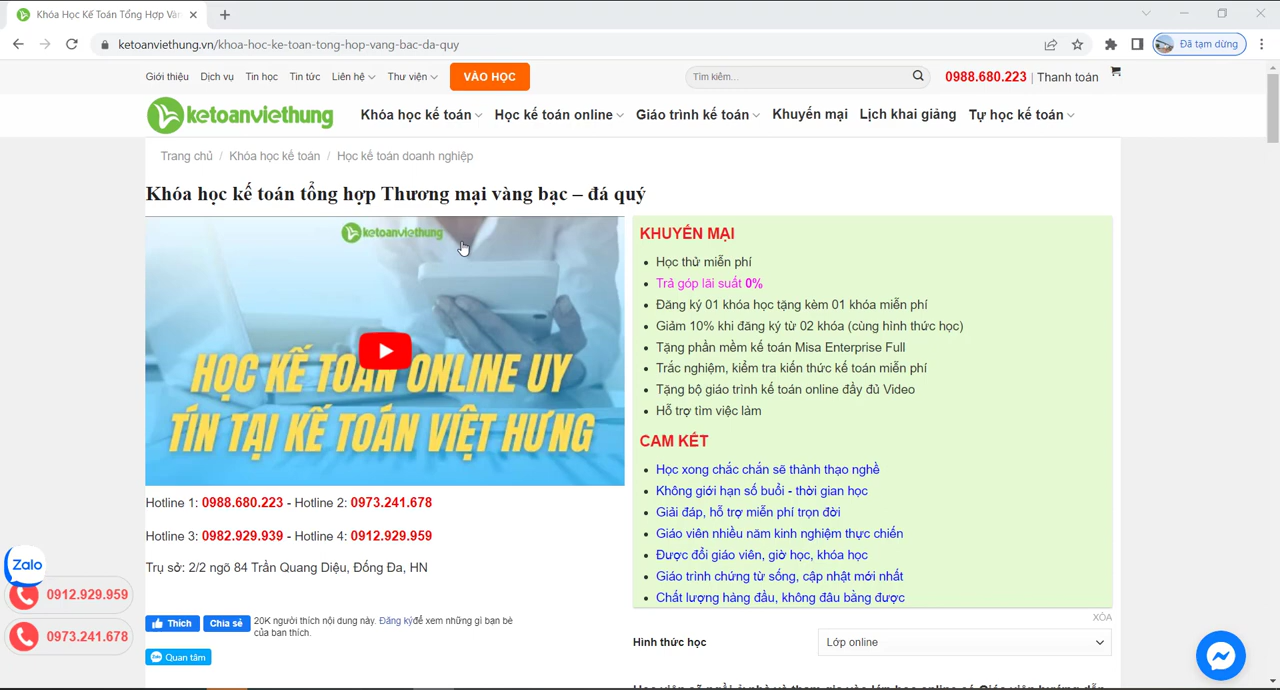 Khóa Học Kế Toán Tổng Hợp Vàn
ketoanviethung.vn/khoa-hoc-ke-toan-tong-hop-vang-bac-da-quy
Đã tạm dừng
Giới thiệu Dịch vụ Tin học Tin tức Liên hệ Thư viện VÀO HỌC Tìm kiếm... 0988.680.223 | Thanh toán
ketoanviethung Khóa học kế toán Học kế toán online Giáo trình kế toán Khuyến mại Lịch khai giảng Tự học kế toán
Trang chủ / Khóa học kế toán / Học kế toán doanh nghiệp
Khóa học kế toán tổng hợp Thương mại vàng bạc – đá quý
ketoanviethung
HỌC KẾ TOÁN ONLINE UY
TÍN TẠI KẾ TOÁN VIỆT HƯNG
Hotline 1: 0988.680.223 - Hotline 2: 0973.241.678
Hotline 3: 0982.929.939 - Hotline 4: 0912.929.959
Trụ sở: 2/2 ngõ 84 Trần Quang Diệu, Đống Đa, HN
Zalo
0912.929.959
0973.241.678
Thích Chia sẻ 20K người thích nội dung này. Đăng ký để xem những gì bạn bè
của bạn thích.
Quan tâm
KHUYẾN MẠI
Học thử miễn phí
Trả góp lãi suất 0%
Đăng ký 01 khóa học tặng kèm 01 khóa miễn phí
Giảm 10% khi đăng ký từ 02 khóa (cùng hình thức học)
Tặng phần mềm kế toán Misa Enterprise Full
Trắc nghiệm, kiểm tra kiến thức kế toán miễn phí
Tặng bộ giáo trình kế toán online đầy đủ Video
Hỗ trợ tìm việc làm
CAM KẾT
Học xong chắc chắn sẽ thành thạo nghề
Không giới hạn số buổi - thời gian học
Giải đáp, hỗ trợ miễn phí trọn đời
Giáo viên nhiều năm kinh nghiệm thực chiến
Được đổi giáo viên, giờ học, khóa học
Giáo trình chứng từ sống, cập nhật mới nhất
Chất lượng hàng đầu, không đâu bằng được
XÓA
Hình thức học Lớp online